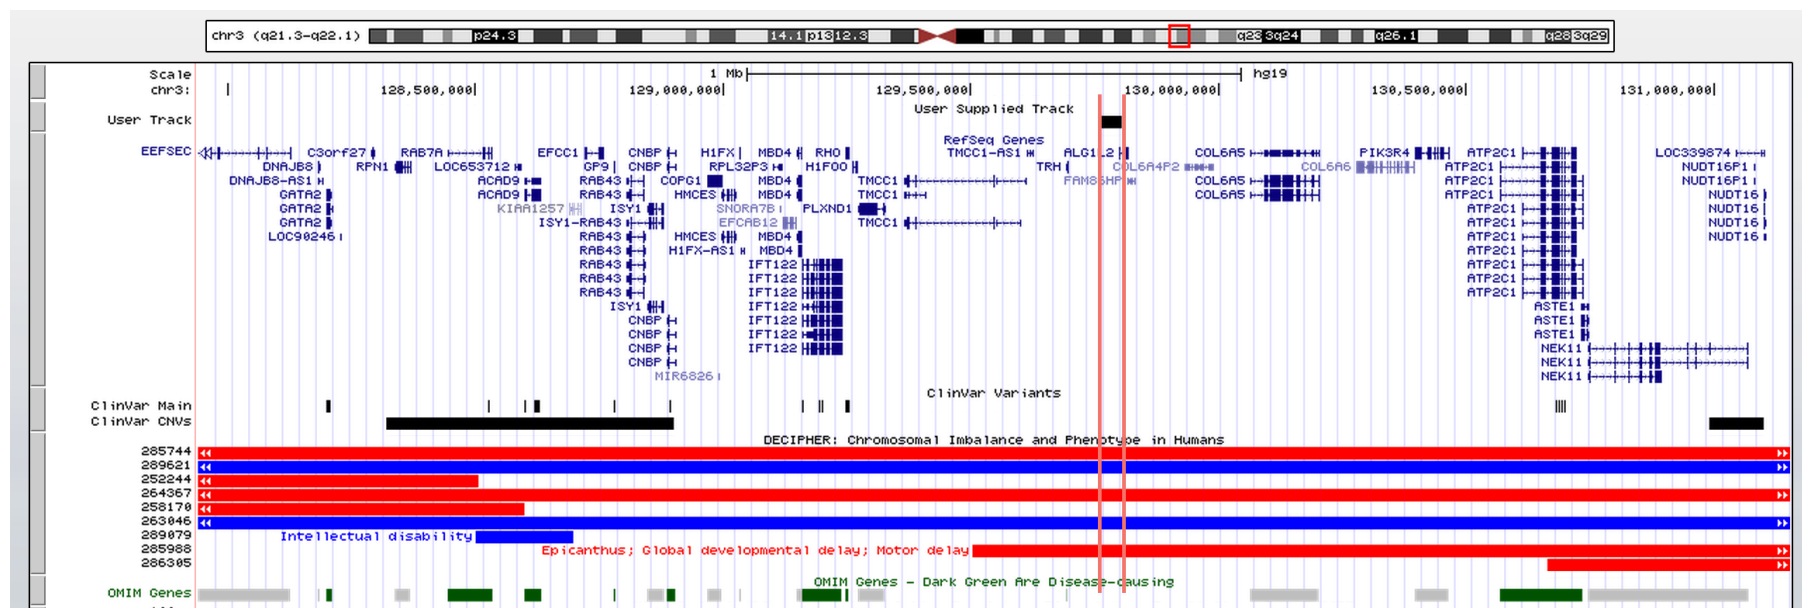 chr3 (q21.3-q22.1) p24.3 14.1 p13 12.3 q23 3q24 q26.1 q28 3q29
Scale 1 Mb hg19
chr3: 128,500,000 129,000,000 129,500,000 130,000,000 130,500,000 131,000,000
User Supplied Track
User Track
RefSeq Genes
EEFSEC C3orf27 RAB7A EFCC1 CNBP H1FX MBD4 RHO TMCC1-AS1 ALG1L2 COL6A5 PIK3R4 ATP2C1 LOC339874
DNAJB8 RPN1 LOC653712 GP9 CNBP RPL32P3 H1FOO TRH COL6A4P2 COL6A6 ATP2C1 NUDT16P1
DNAJB8-AS1 ACAD9 RAB43 COPG1 MBD4 TMCC1 FAM86HP COL6A5 ATP2C1 NUDT16P1
GATA2 ACAD9 RAB43 HMCES MBD4 TMCC1 COL6A5 ATP2C1 NUDT16
GATA2 KIAA1257 ISY1 SNORA7B PLXND1 TMCC1 ATP2C1 NUDT16
GATA2 ISY1-RAB43 EFCAB12 TMCC1 ATP2C1 NUDT16
LOC90246 RAB43 HMCES MBD4 ATP2C1 NUDT16
RAB43 H1FX-AS1 MBD4 ATP2C1
RAB43 IFT122 ATP2C1
RAB43 IFT122 ATP2C1
RAB43 IFT122 ATP2C1
ISY1 IFT122 ASTE1
CNBP IFT122 ASTE1
CNBP IFT122 ASTE1
CNBP IFT122 NEK11
CNBP NEK11
MIR6826 NEK11
ClinVar Variants
ClinVar Main
ClinVar CNVs
DECIPHER: Chromosomal Imbalance and Phenotype in Humans
285744
289621
252244
264367
258170
263046
289079 Intellectual disability
285988 Epicanthus; Global developmental delay; Motor delay
286305
OMIM Genes - Dark Green Are Disease-causing
OMIM Genes